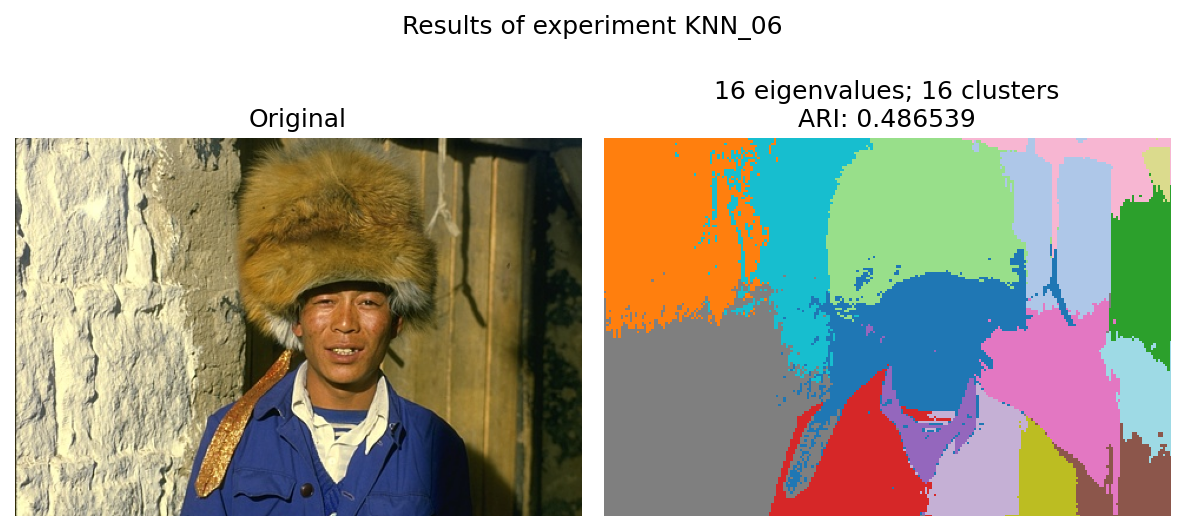 Results of experiment KNN_06
Original
16 eigenvalues; 16 clusters
ARI: 0.486539